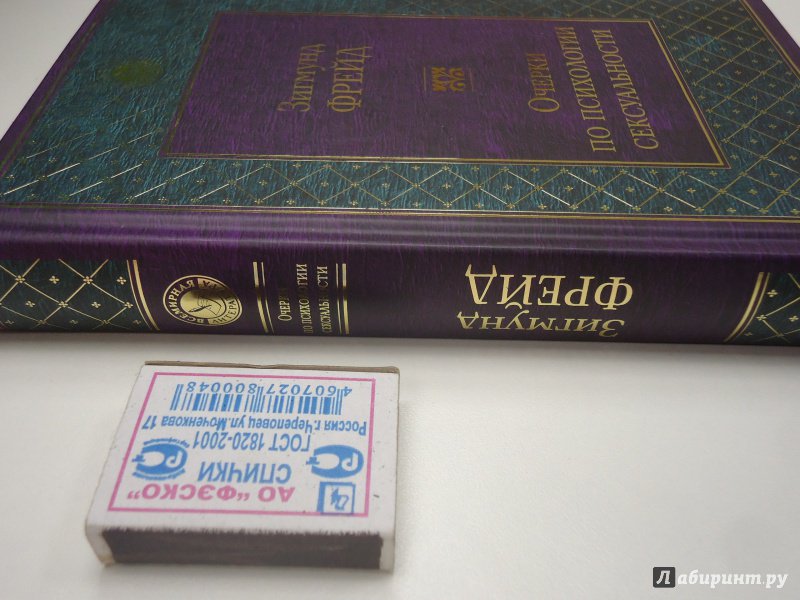 Зигмунд
ФРЕЙД
Очерки
по психологии
сексуальности
Зигмунд
ФРЕЙД
Очерки
по психологии
сексуальности
ВСЕМИРНАЯ
АО "ФЭСКО"
СПИЧКИ
ГОСТ 1820-2001
Россия г. Череповец ул. Моченкова 17
4607027800048
Лабиринт.ру